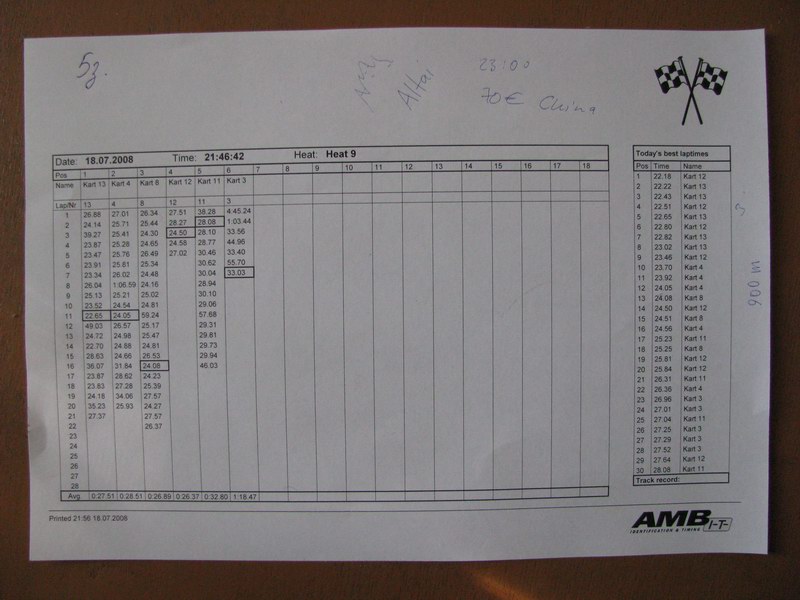 5z.
Altai
23:00
70€ China
Date: 18.07.2008 Time: 21:46:42 Heat: Heat 9
Pos 1 2 3 4 5 6 7 8 9 10 11 12 13 14 15 16 17 18
Name Kart 13 Kart 4 Kart 8 Kart 12 Kart 11 Kart 3
Lap/Nr 13 4 8 12 11 3
1 26.88 27.01 26.34 27.51 38.28 4:45.24
2 24.14 25.71 25.44 28.27 28.08 1:03.44
3 39.27 25.41 24.30 24.50 28.10 33.56
4 23.87 25.28 24.65 24.58 28.77 44.96
5 23.47 25.76 26.49 27.02 30.46 33.40
6 23.91 25.81 25.34 30.62 55.70
7 23.34 26.02 24.48 30.04 33.03
8 26.04 1:06.59 24.16 28.94
9 25.13 25.21 25.02 30.10
10 23.52 24.54 24.81 29.06
11 22.65 24.05 59.24 57.68
12 49.03 26.57 25.17 29.31
13 24.72 24.98 25.47 29.81
14 22.70 24.88 24.81 29.73
15 28.63 24.66 26.53 29.94
16 36.07 31.84 24.08 46.03
17 23.87 28.62 24.23
18 23.83 27.28 25.39
19 24.18 34.06 27.57
20 35.23 25.93 24.27
21 27.37 27.57
22 26.37
23
24
25
26
27
28
Avg. 0:27.51 0:28.51 0:26.89 0:26.37 0:32.80 1:18.47
Today's best laptimes
Pos Time Name
1 22.18 Kart 12
2 22.22 Kart 13
3 22.43 Kart 13
4 22.51 Kart 12
5 22.65 Kart 13
6 22.80 Kart 12
7 22.82 Kart 13
8 23.02 Kart 13
9 23.46 Kart 12
10 23.70 Kart 4
11 23.92 Kart 4
12 24.05 Kart 4
13 24.08 Kart 8
14 24.50 Kart 12
15 24.51 Kart 8
16 24.56 Kart 4
17 25.23 Kart 11
18 25.25 Kart 8
19 25.81 Kart 12
20 25.84 Kart 12
21 26.31 Kart 11
22 26.36 Kart 4
23 26.96 Kart 3
24 27.01 Kart 3
25 27.04 Kart 11
26 27.25 Kart 3
27 27.29 Kart 3
28 27.52 Kart 3
29 27.64 Kart 12
30 28.08 Kart 11
Track record:
900 m
Printed 21:56 18.07.2008
AMB I-T-
IDENTIFICATION & TIMING